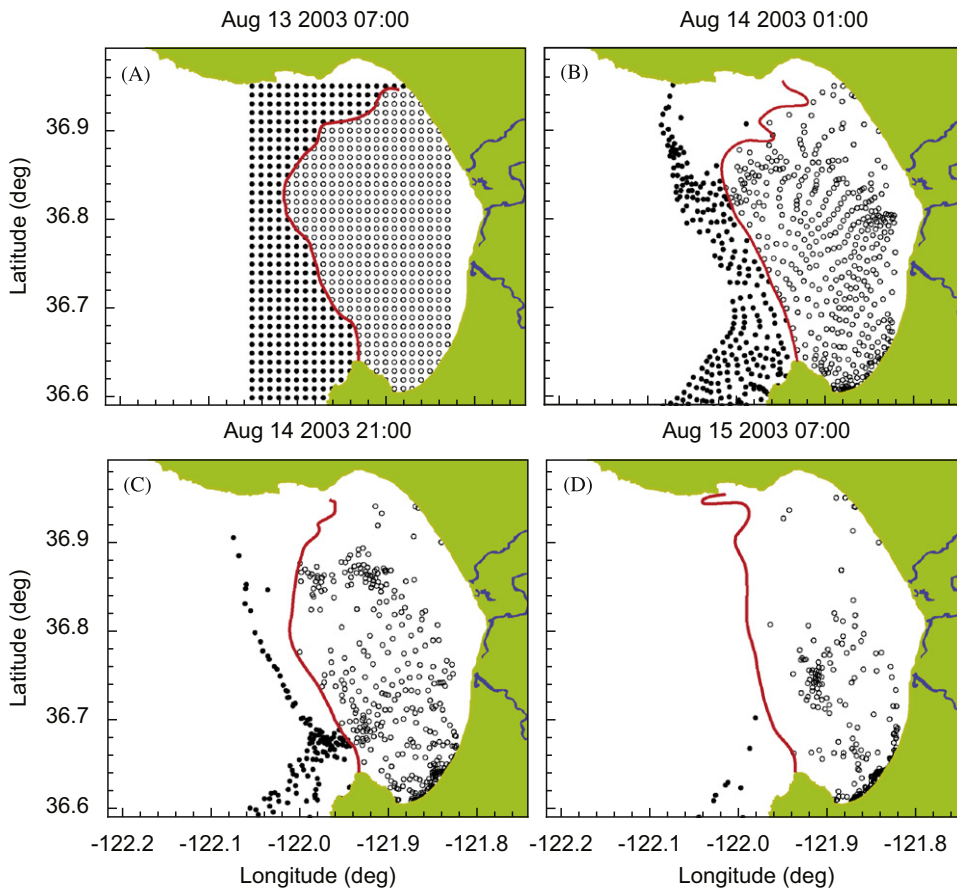 Aug 13 2003 07:00
Aug 14 2003 01:00
(A)
(B)
36.9
36.8
36.7
36.6
Latitude (deg)
Aug 14 2003 21:00
Aug 15 2003 07:00
(C)
(D)
36.9
36.8
36.7
36.6
Latitude (deg)
-122.2 -122.1 -122 -121.9 -121.8
-122.2 -122.1 -122 -121.9 -121.8
Longitude (deg)
Longitude (deg)